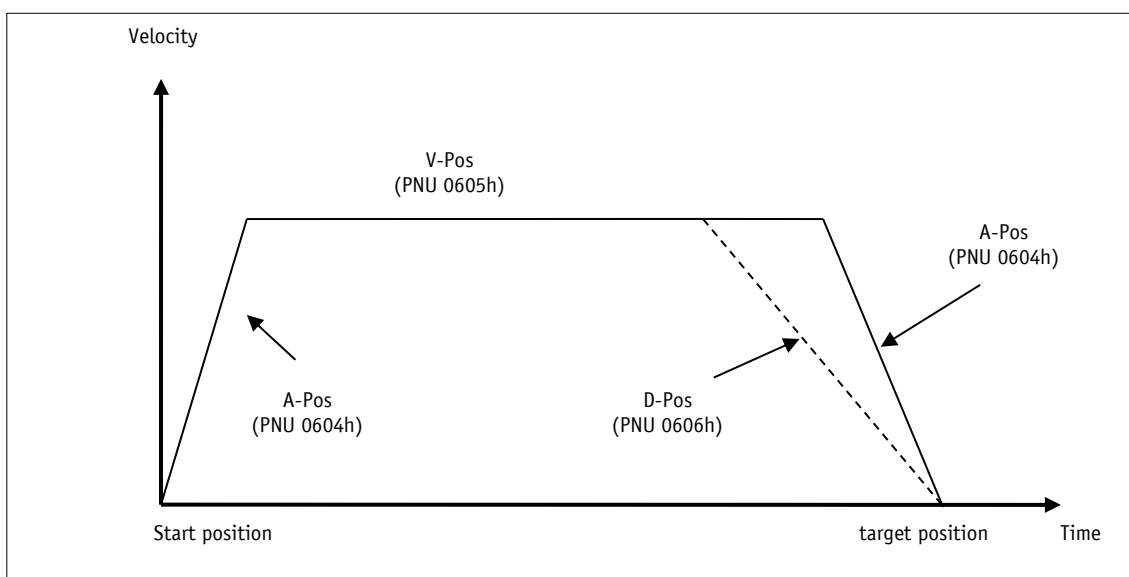 Velocity
V-Pos
(PNU 0605h)
A-Pos
(PNU 0604h)
A-Pos
(PNU 0604h)
D-Pos
(PNU 0606h)
Start position
target position
Time